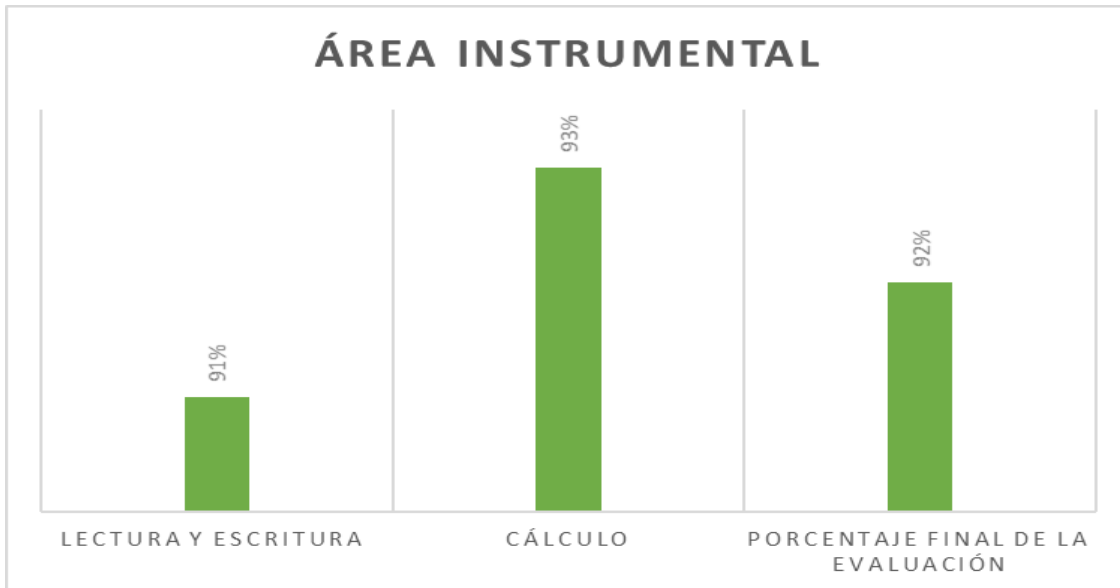 ÁREA INSTRUMENTAL
91%
93%
92%
LECTURA Y ESCRITURA
CÁLCULO
PORCENTAJE FINAL DE LA
EVALUACIÓN